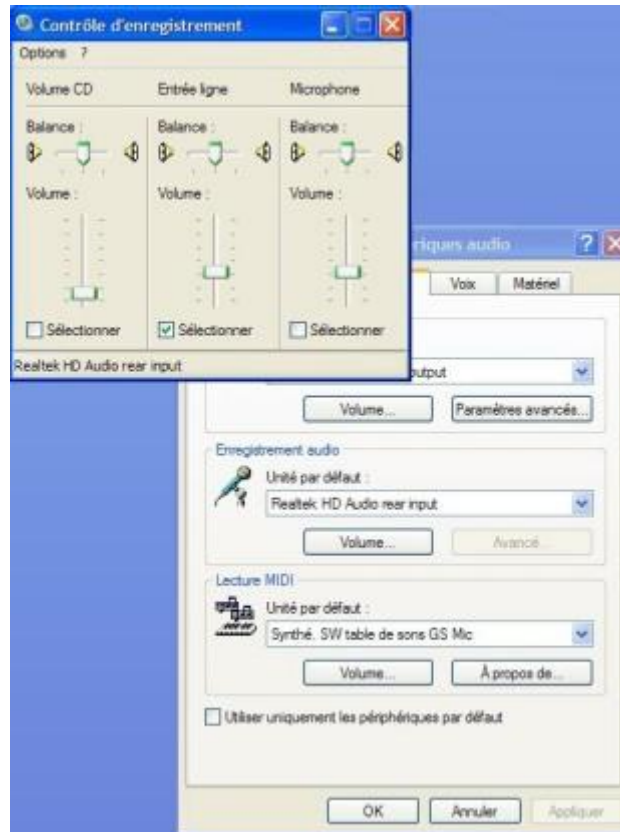 Contrôle d'enregistrement
Options ?
Volume CD Entrée ligne Microphone
Balance : Balance : Balance :
Volume : Volume : Volume :
Sélectionner Sélectionner Sélectionner
Realtek HD Audio rear input
riques audio ?
Voix Matériel
output
Volume... Paramètres avancés...
Enregistrement audio
Unité par défaut :
Realtek HD Audio rear input
Volume... Avancé...
Lecture MIDI
Unité par défaut :
Synthé. SW table de sons GS Mic
Volume... À propos de...
Utiliser uniquement les périphériques par défaut
OK Annuler Appliquer